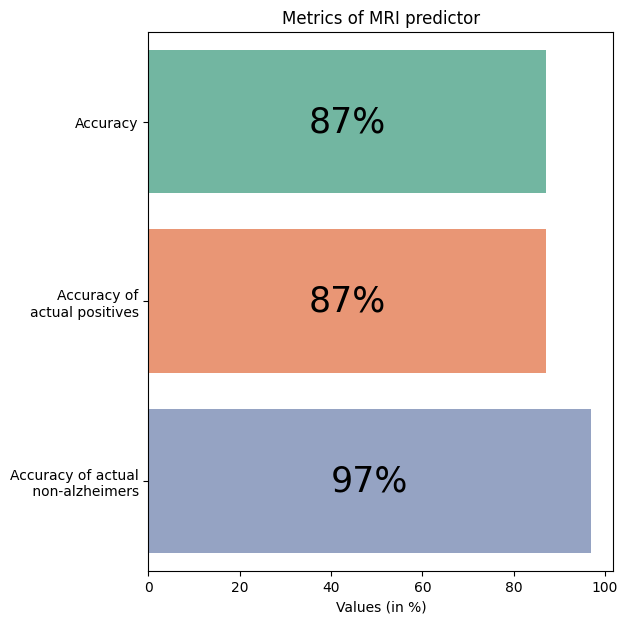 Metrics of MRI predictor
Accuracy
87%
Accuracy of
actual positives
87%
Accuracy of actual
non-alzheimers
97%
0 20 40 60 80 100
Values (in %)